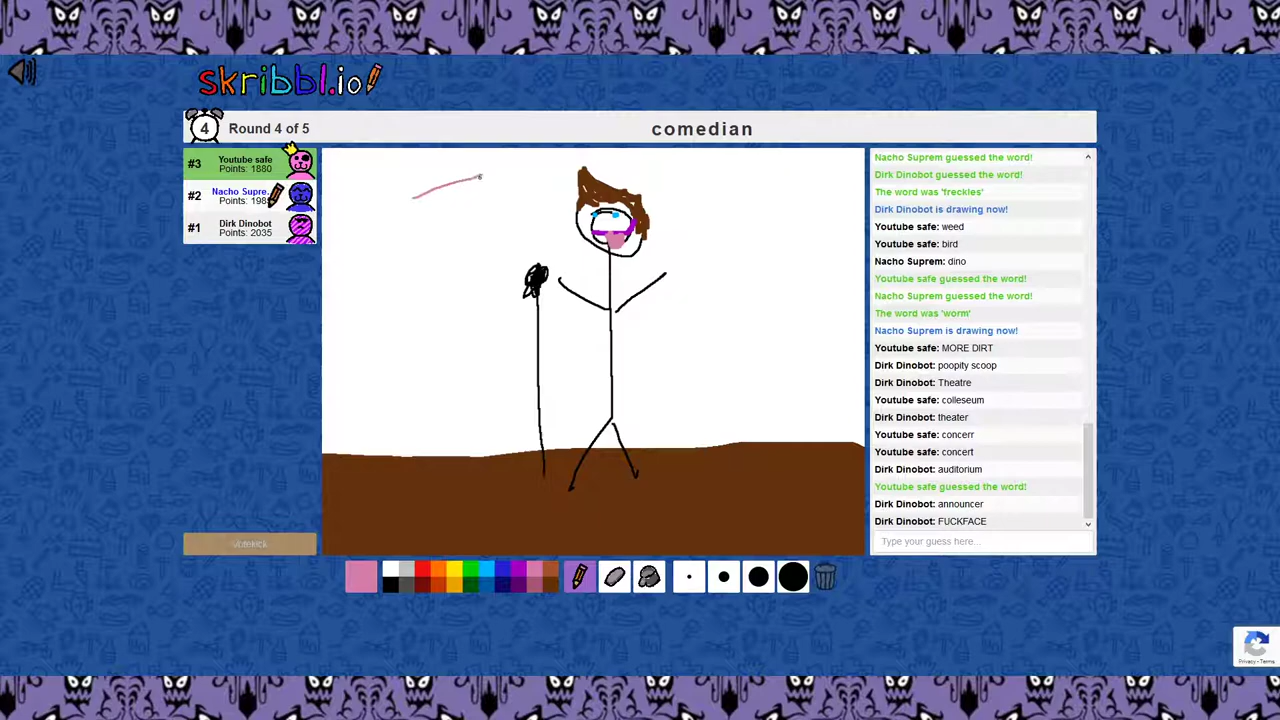 skribbl.io
4
Round 4 of 5
comedian
#3
Youtube safe
Points: 1880
#2
Nacho Supre...
Points: 198
#1
Dirk Dinobot
Points: 2035
Votekick
Nacho Suprem guessed the word!
Dirk Dinobot guessed the word!
The word was 'freckles'
Dirk Dinobot is drawing now!
Youtube safe: weed
Youtube safe: bird
Nacho Suprem: dino
Youtube safe guessed the word!
Nacho Suprem guessed the word!
The word was 'worm'
Nacho Suprem is drawing now!
Youtube safe: MORE DIRT
Dirk Dinobot: poopity scoop
Dirk Dinobot: Theatre
Youtube safe: colleseum
Dirk Dinobot: theater
Youtube safe: concerr
Youtube safe: concert
Dirk Dinobot: auditorium
Youtube safe guessed the word!
Dirk Dinobot: announcer
Dirk Dinobot: FUCKFACE
Type your guess here...
Privacy - Terms